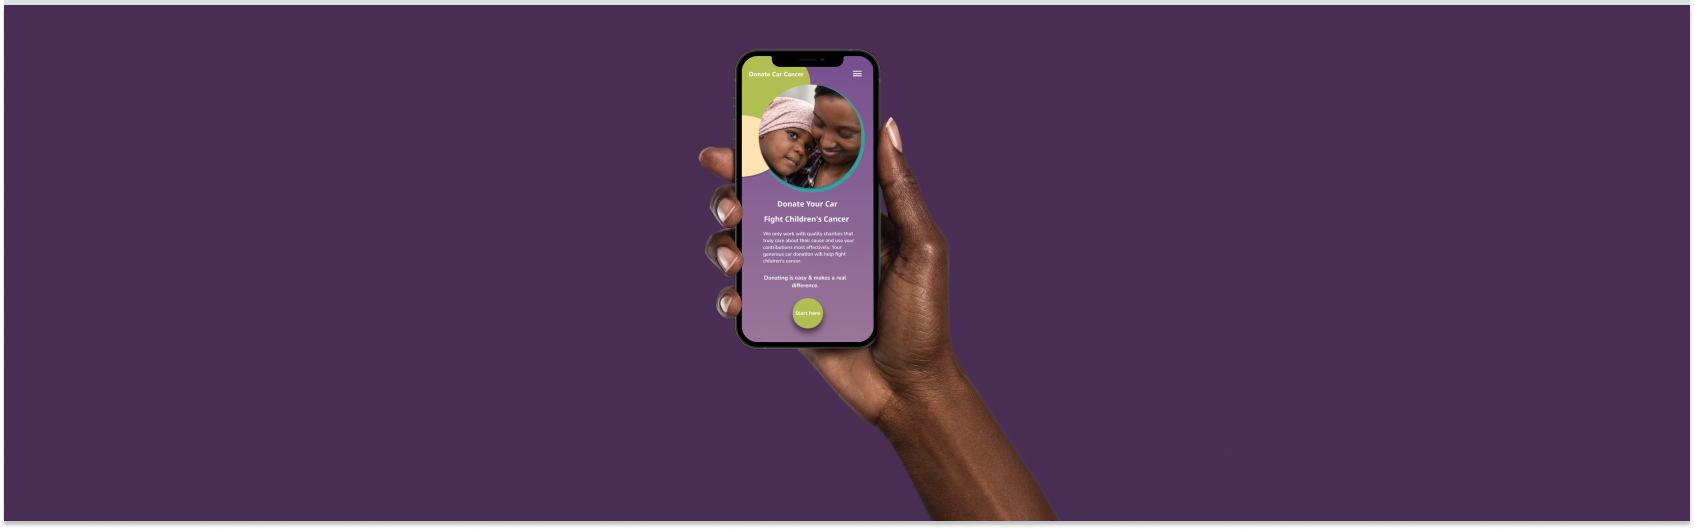 Donate Car Cancer
Donate Your Car
Fight Children's Cancer
We only work with quality charities that
truly care about their cause and use your
contributions most effectively. Your
generous car donation will help fight
children's cancer.
Donating is easy & makes a real
difference.
Start here